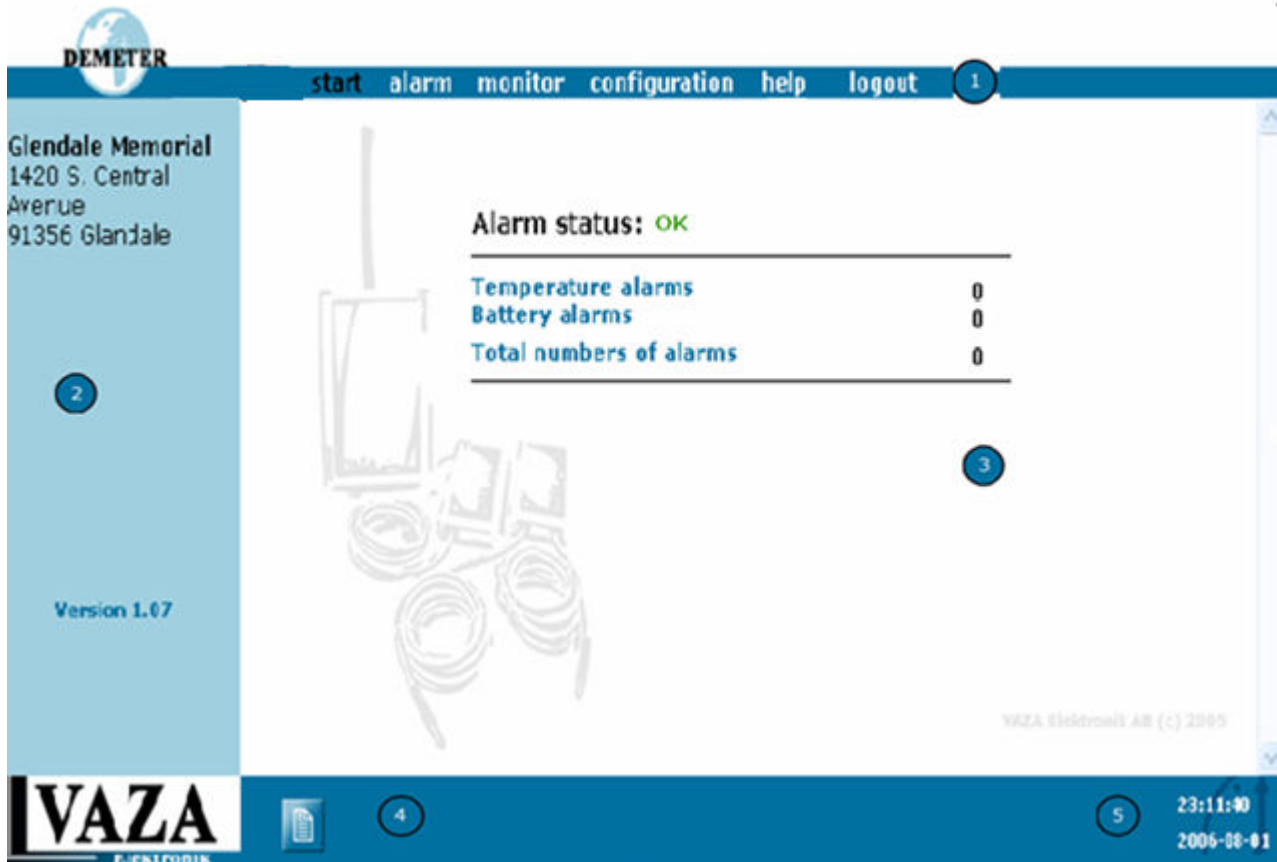 DEMETER
start alarm monitor configuration help logout 1
Glendale Memorial
1420 S. Central
Avenue
91356 Glandale
Alarm status: OK
Temperature alarms 0
Battery alarms 0
Total numbers of alarms 0
2
3
Version 1.07
VAZA Elektronik AB (c) 2005
VAZA
Elektronik
4
5
23:11:40
2006-08-01